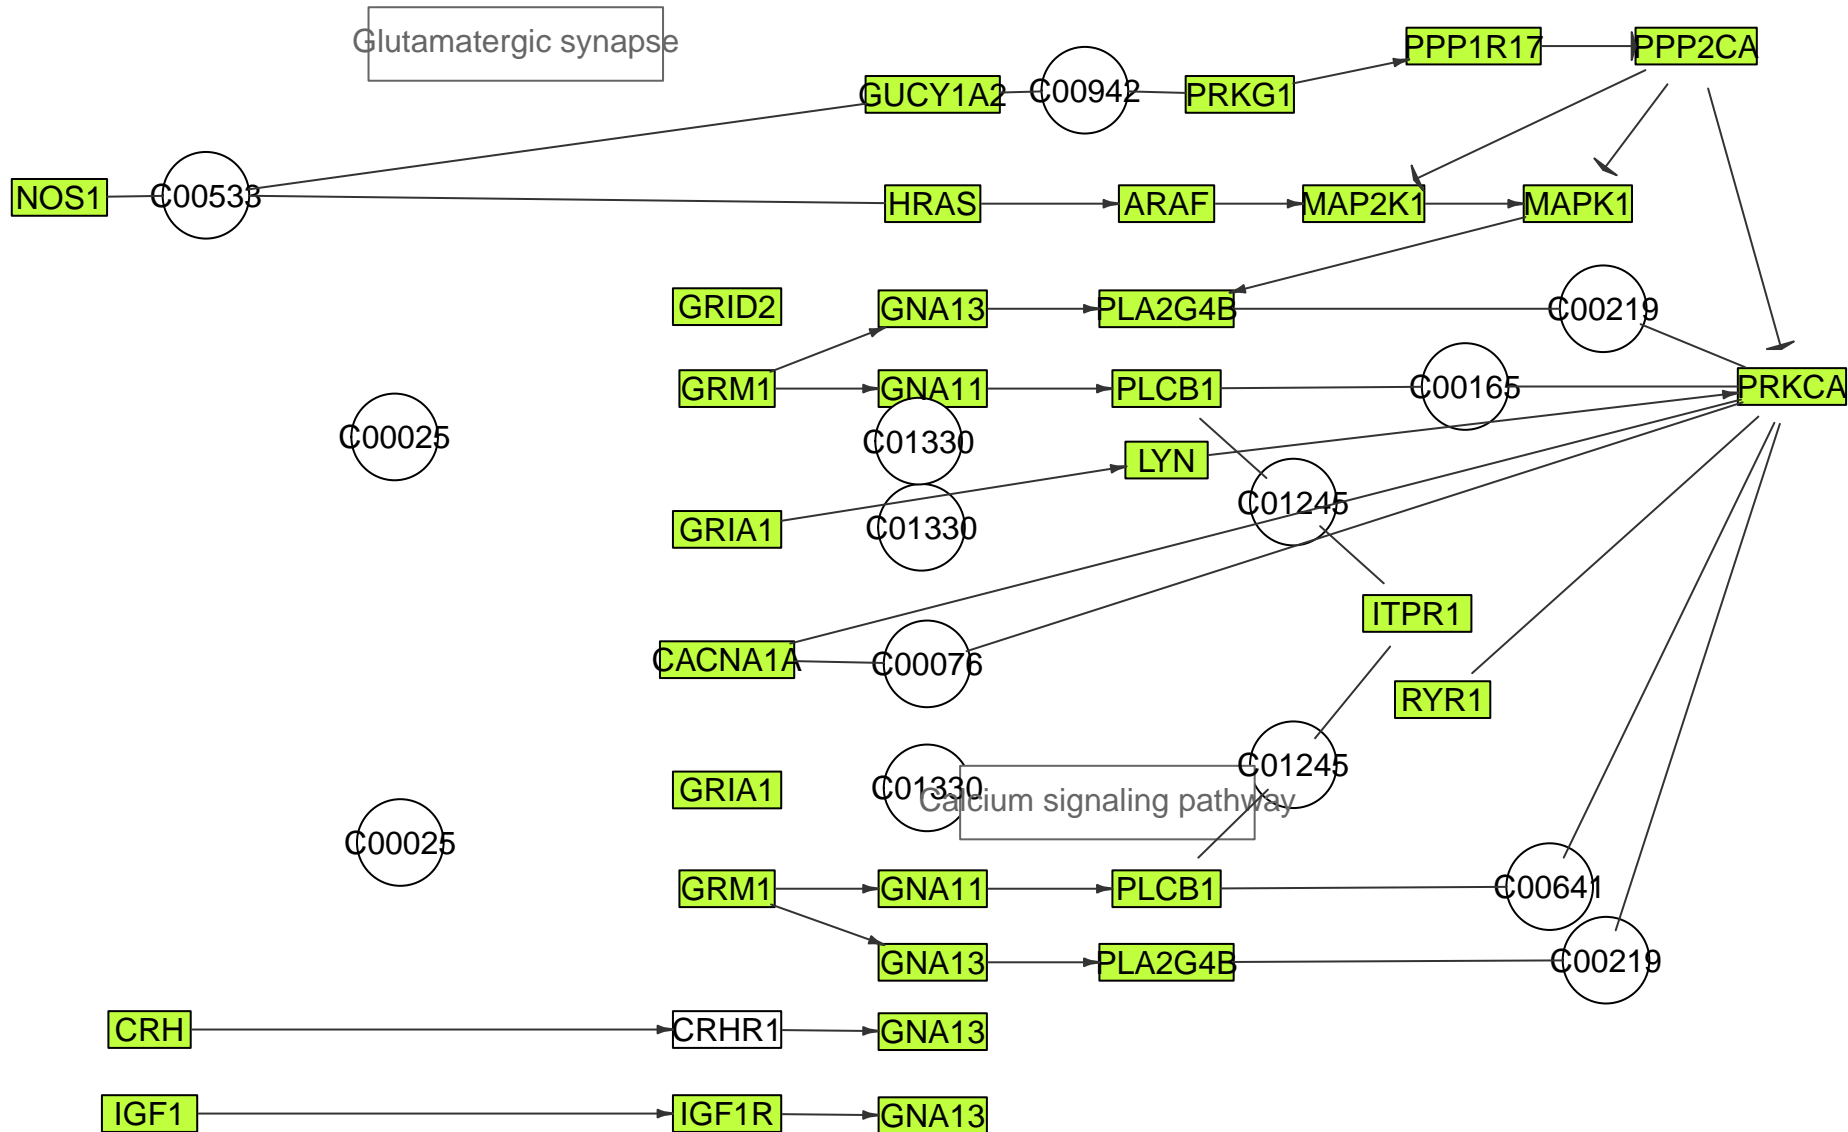 Glutamatergic synapse
PPP1R17
PPP2CA
GUCY1A2
C00942
PRKG1
NOS1
C00533
HRAS
ARAF
MAP2K1
MAPK1
GRID2
GNA13
PLA2G4B
C00219
GRM1
GNA11
PLCB1
C00165
PRKCA
C00025
C01330
LYN
C01245
GRIA1
C01330
ITPR1
CACNA1A
C00076
RYR1
C01245
GRIA1
C01330
Calcium signaling pathway
C00025
GRM1
GNA11
PLCB1
C00641
GNA13
PLA2G4B
C00219
CRH
CRHR1
GNA13
IGF1
IGF1R
GNA13